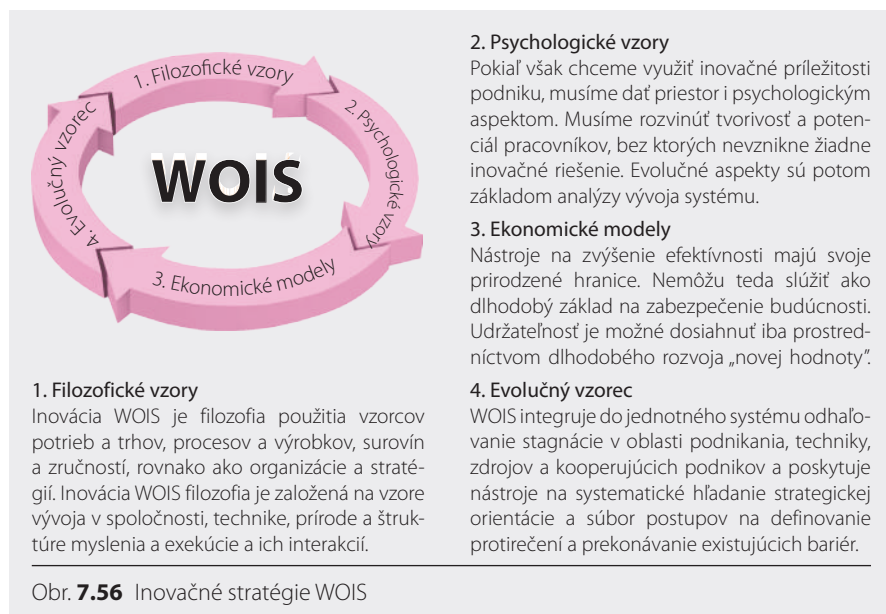 1. Filozofické vzory
2. Psychologické vzory
3. Ekonomické modely
4. Evolučný vzorec
WOIS
1. Filozofické vzory
Inovácia WOIS je filozofia použitia vzorcov
potrieb a trhov, procesov a výrobkov, surovín
a zručností, rovnako ako organizácie a straté-
gií. Inovácia WOIS filozofia je založená na vzore
vývoja v spoločnosti, technike, prírode a štruk-
túre myslenia a exekúcie a ich interakcií.
2. Psychologické vzory
Pokiaľ však chceme využiť inovačné príležitosti
podniku, musíme dať priestor i psychologickým
aspektom. Musíme rozvinúť tvorivosť a poten-
ciál pracovníkov, bez ktorých nevznikne žiadne
inovačné riešenie. Evolučné aspekty sú potom
základom analýzy vývoja systému.
3. Ekonomické modely
Nástroje na zvýšenie efektívnosti majú svoje
prirodzené hranice. Nemôžu teda slúžiť ako
dlhodobý základ na zabezpečenie budúcnosti.
Udržateľnosť je možné dosiahnuť iba prostred-
níctvom dlhodobého rozvoja „novej hodnoty”.
4. Evolučný vzorec
WOIS integruje do jednotného systému odhaľo-
vanie stagnácie v oblasti podnikania, techniky,
zdrojov a kooperujúcich podnikov a poskytuje
nástroje na systematické hľadanie strategickej
orientácie a súbor postupov na definovanie
protirečení a prekonávanie existujúcich bariér.
Obr. 7.56 Inovačné stratégie WOIS